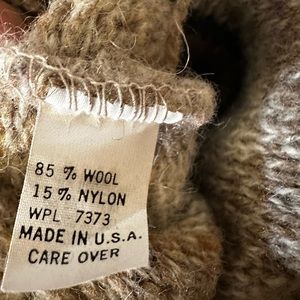 85 % WOOL
15 % NYLON
WPL 7373
MADE IN U.S.A.
CARE OVER